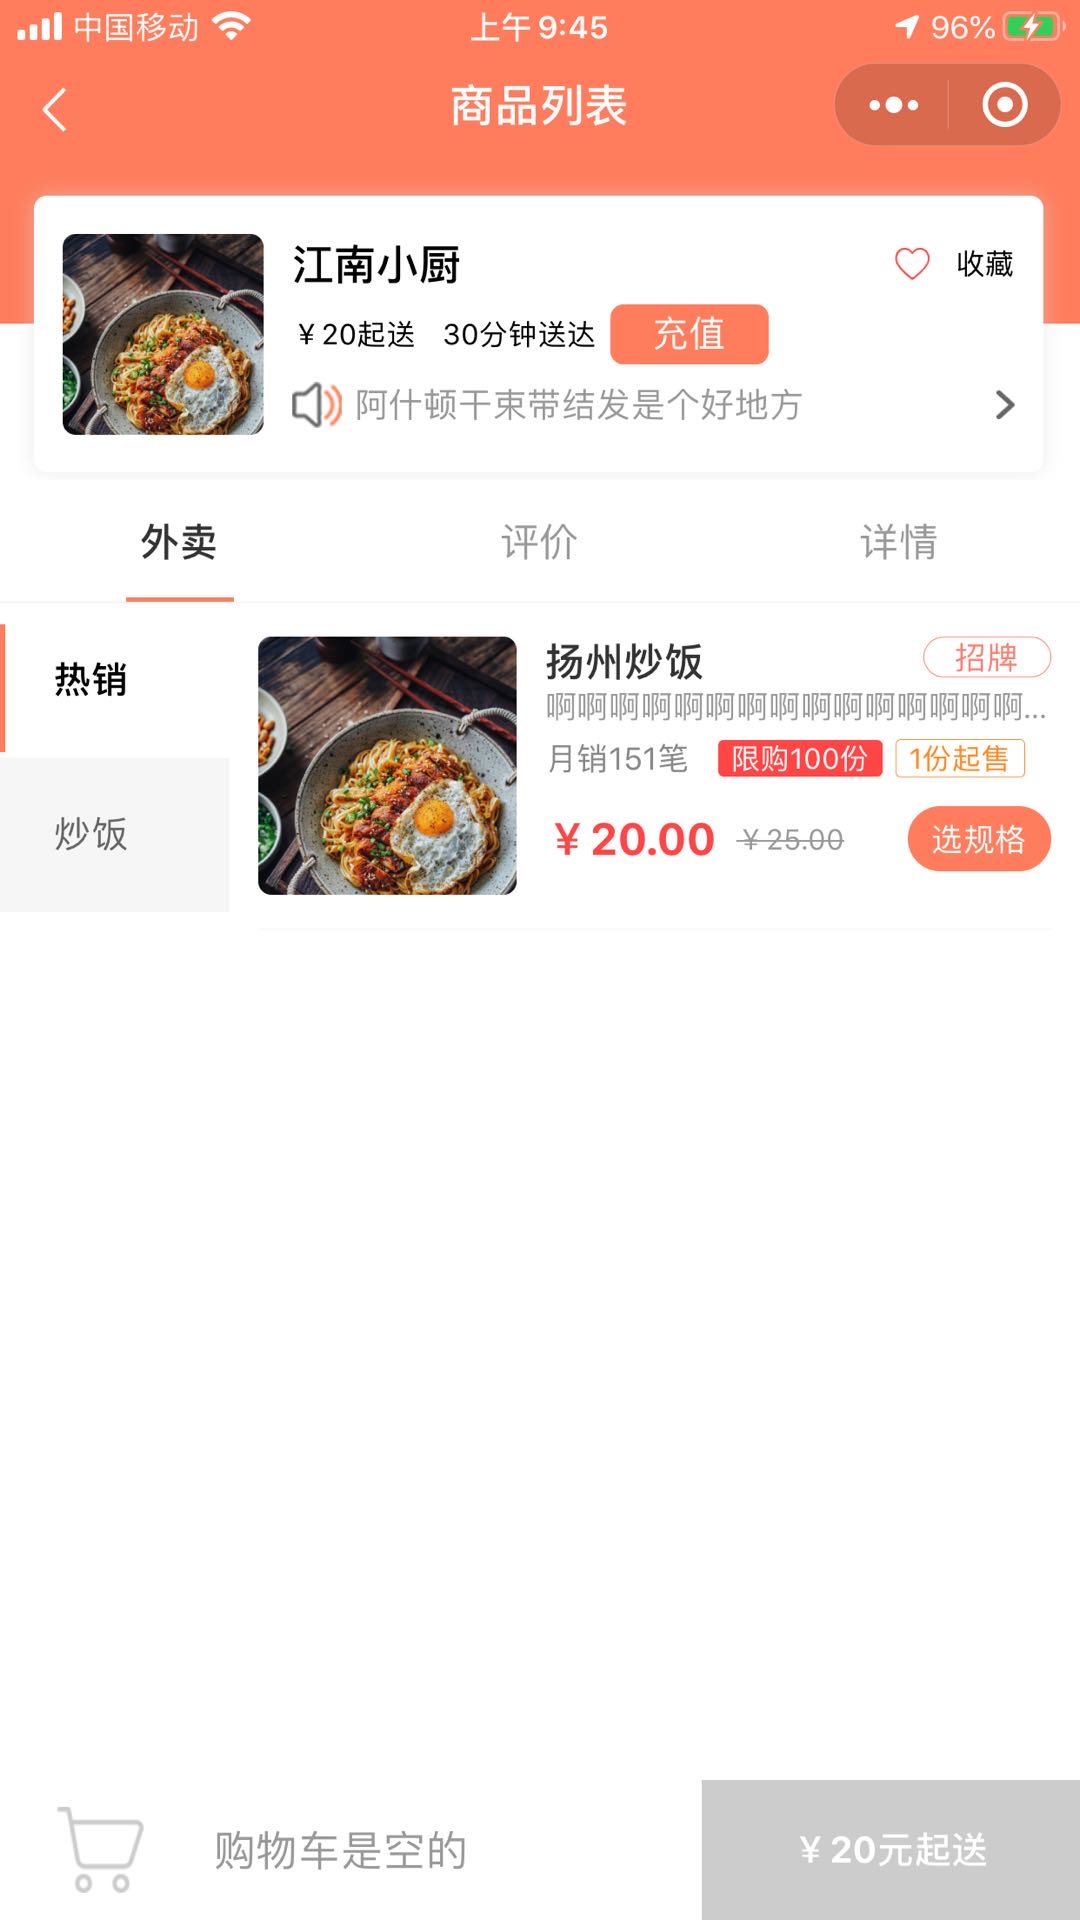 中国移动 上午 9:45 96%
商品列表
江南小厨 收藏
¥20起送 30分钟送达 充值
阿什顿干束带结发是个好地方
外卖 评价 详情
热销
炒饭
扬州炒饭 招牌
啊啊啊啊啊啊啊啊啊啊啊啊啊啊啊...
月销151笔 限购100份 1份起售
¥20.00 ¥25.00 选规格
购物车是空的 ¥20元起送